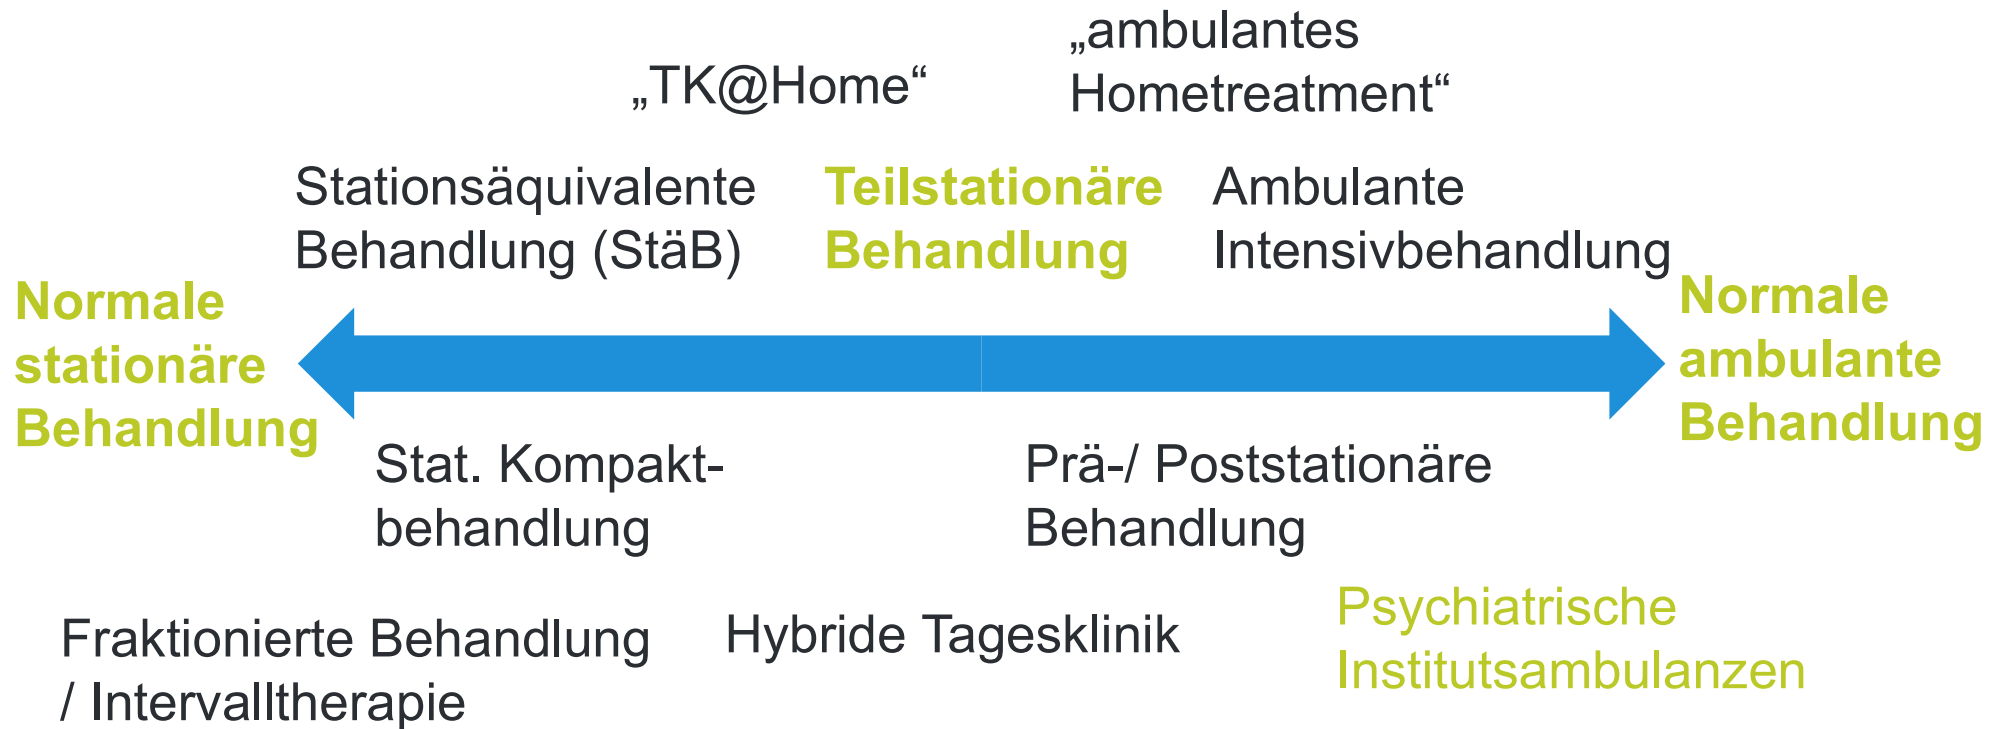 „TK@Home“
„ambulantes
Hometreatment“
Stationsäquivalente
Behandlung (StäB)
Teilstationäre
Behandlung
Ambulante
Intensivbehandlung
Normale
stationäre
Behandlung
Normale
ambulante
Behandlung
Stat. Kompakt-
behandlung
Prä-/ Poststationäre
Behandlung
Fraktionierte Behandlung
/ Intervalltherapie
Hybride Tagesklinik
Psychiatrische
Institutsambulanzen